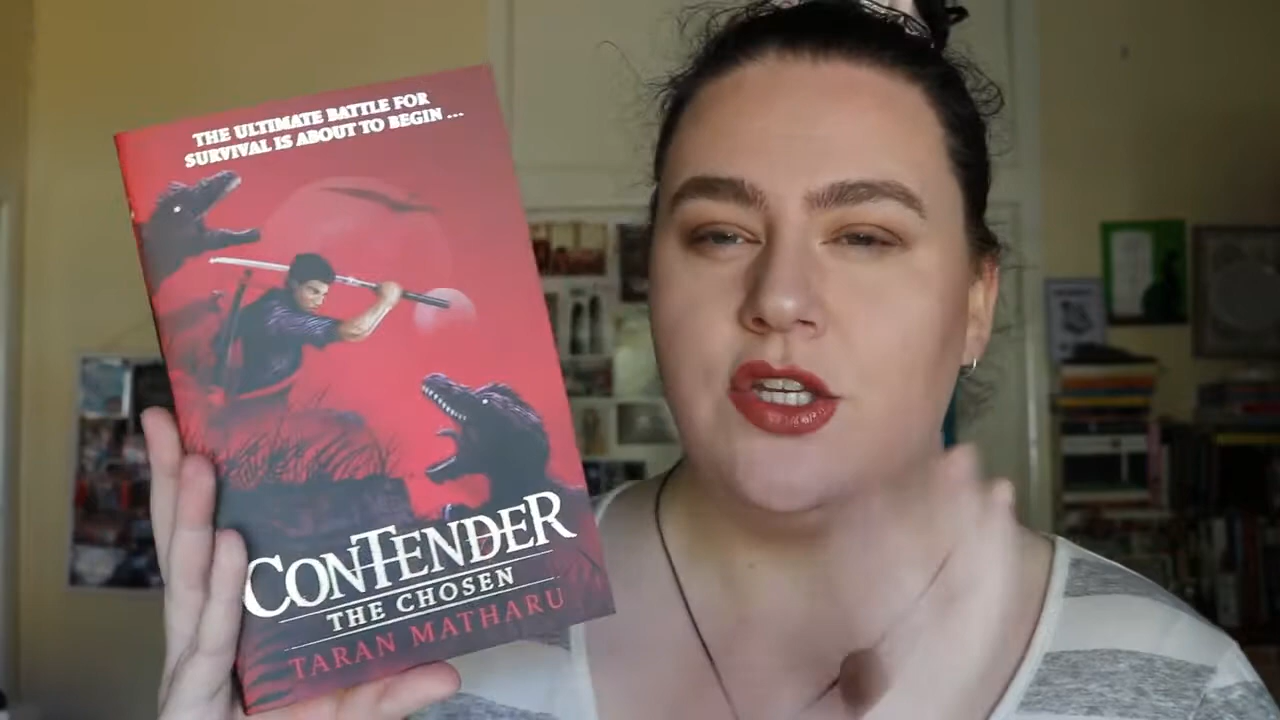 THE ULTIMATE BATTLE FOR
SURVIVAL IS ABOUT TO BEGIN ...
CONTENDER
THE CHOSEN
TARAN MATHARU